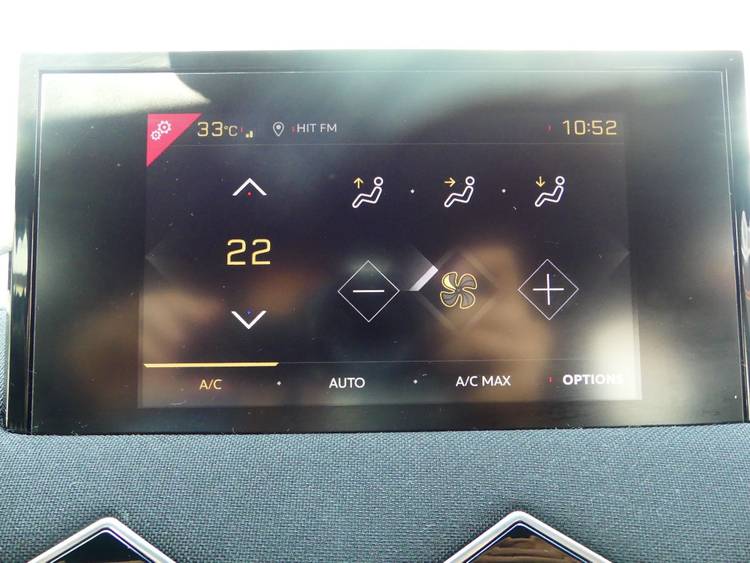 33°C HIT FM 10:52
22
A/C AUTO A/C MAX OPTIONS